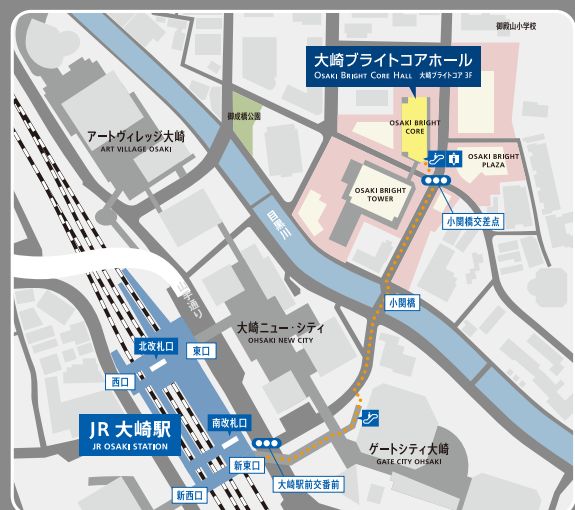 御殿山小学校
大崎ブライトコアホール
OSAKI BRIGHT CORE HALL 大崎ブライトコア 3F
御成橋公園
OSAKI BRIGHT
CORE
アートヴィレッジ大崎
ART VILLAGE OSAKI
OSAKI BRIGHT
PLAZA
OSAKI BRIGHT
TOWER
小関橋交差点
目黒川
小関橋
山手通り
大崎ニュー・シティ
OHSAKI NEW CITY
北改札口
東口
西口
JR 大崎駅
JR OSAKI STATION
南改札口
新東口
ゲートシティ大崎
GATE CITY OHSAKI
大崎駅前交番前
新西口